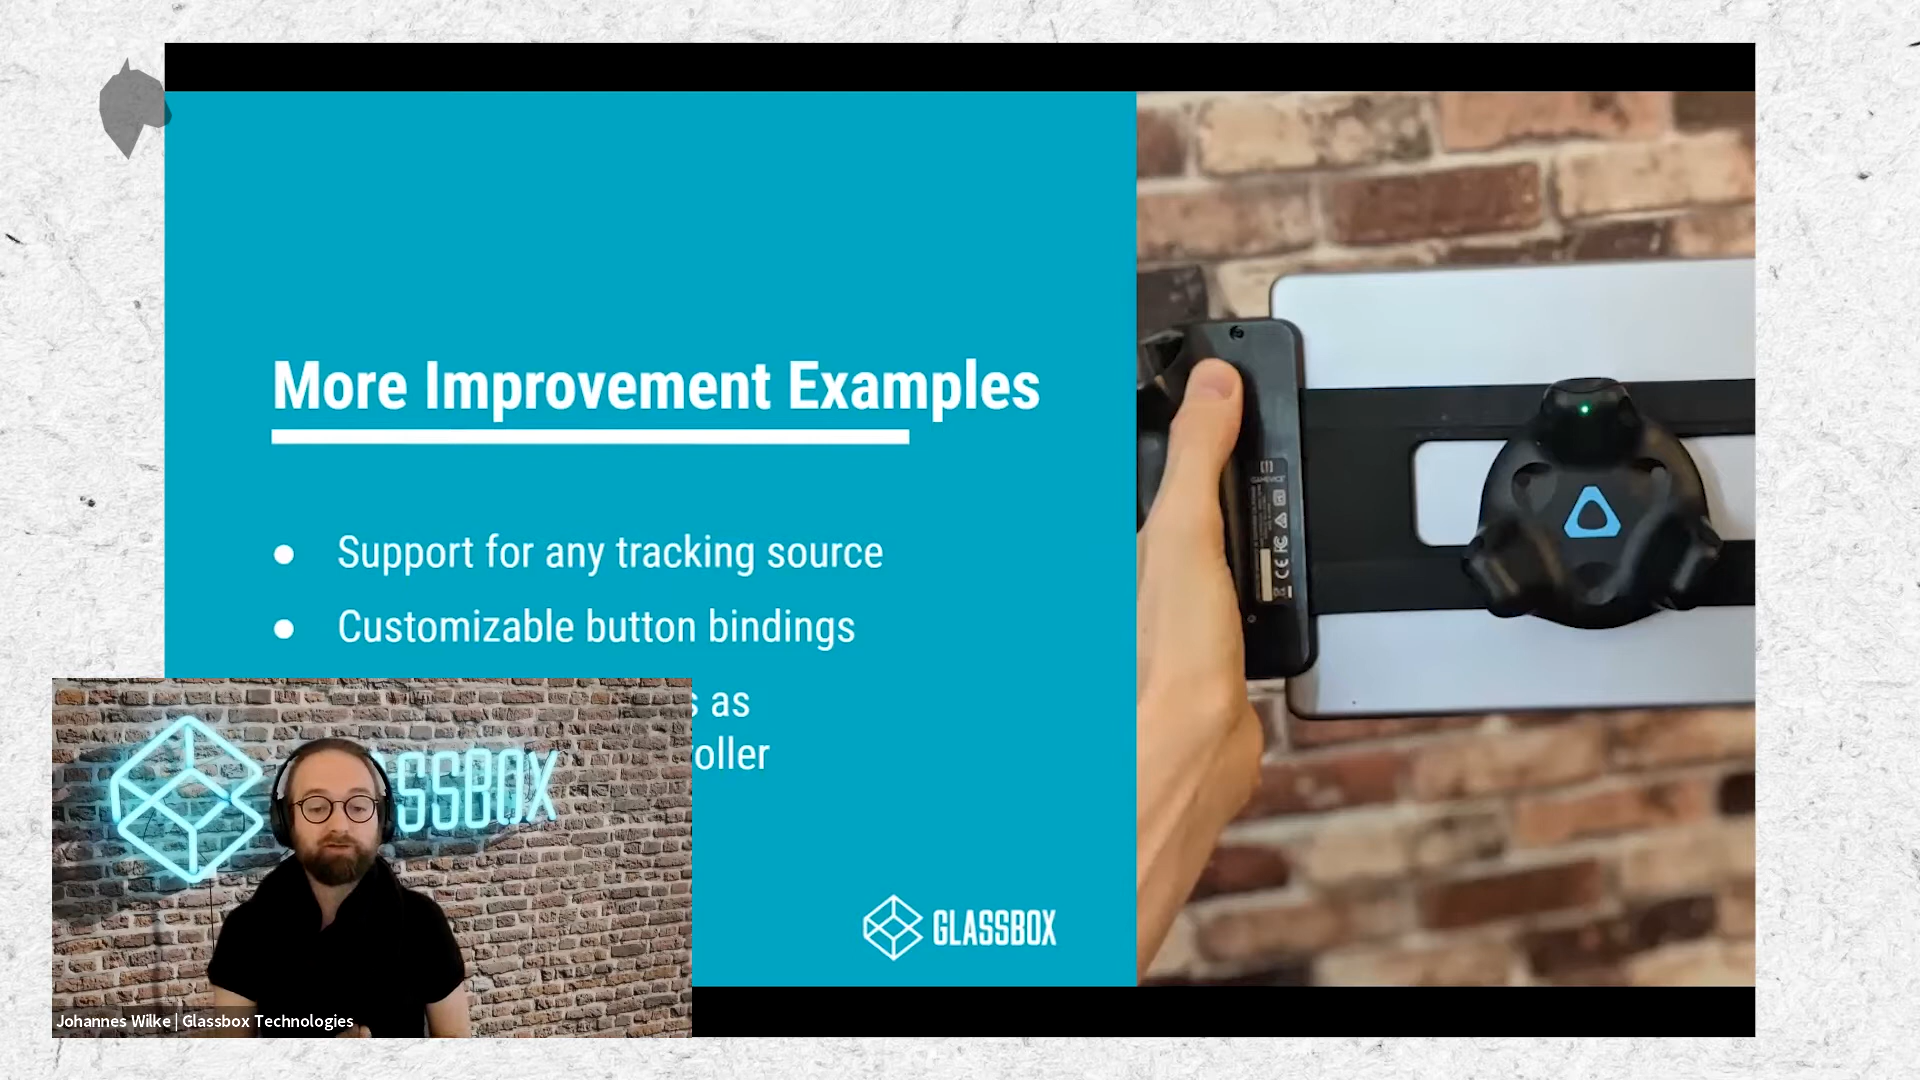 More Improvement Examples
Support for any tracking source
Customizable button bindings
as
oller
GLASSBOX
GAMEVICE
SSBOX
Johannes Wilke | Glassbox Technologies